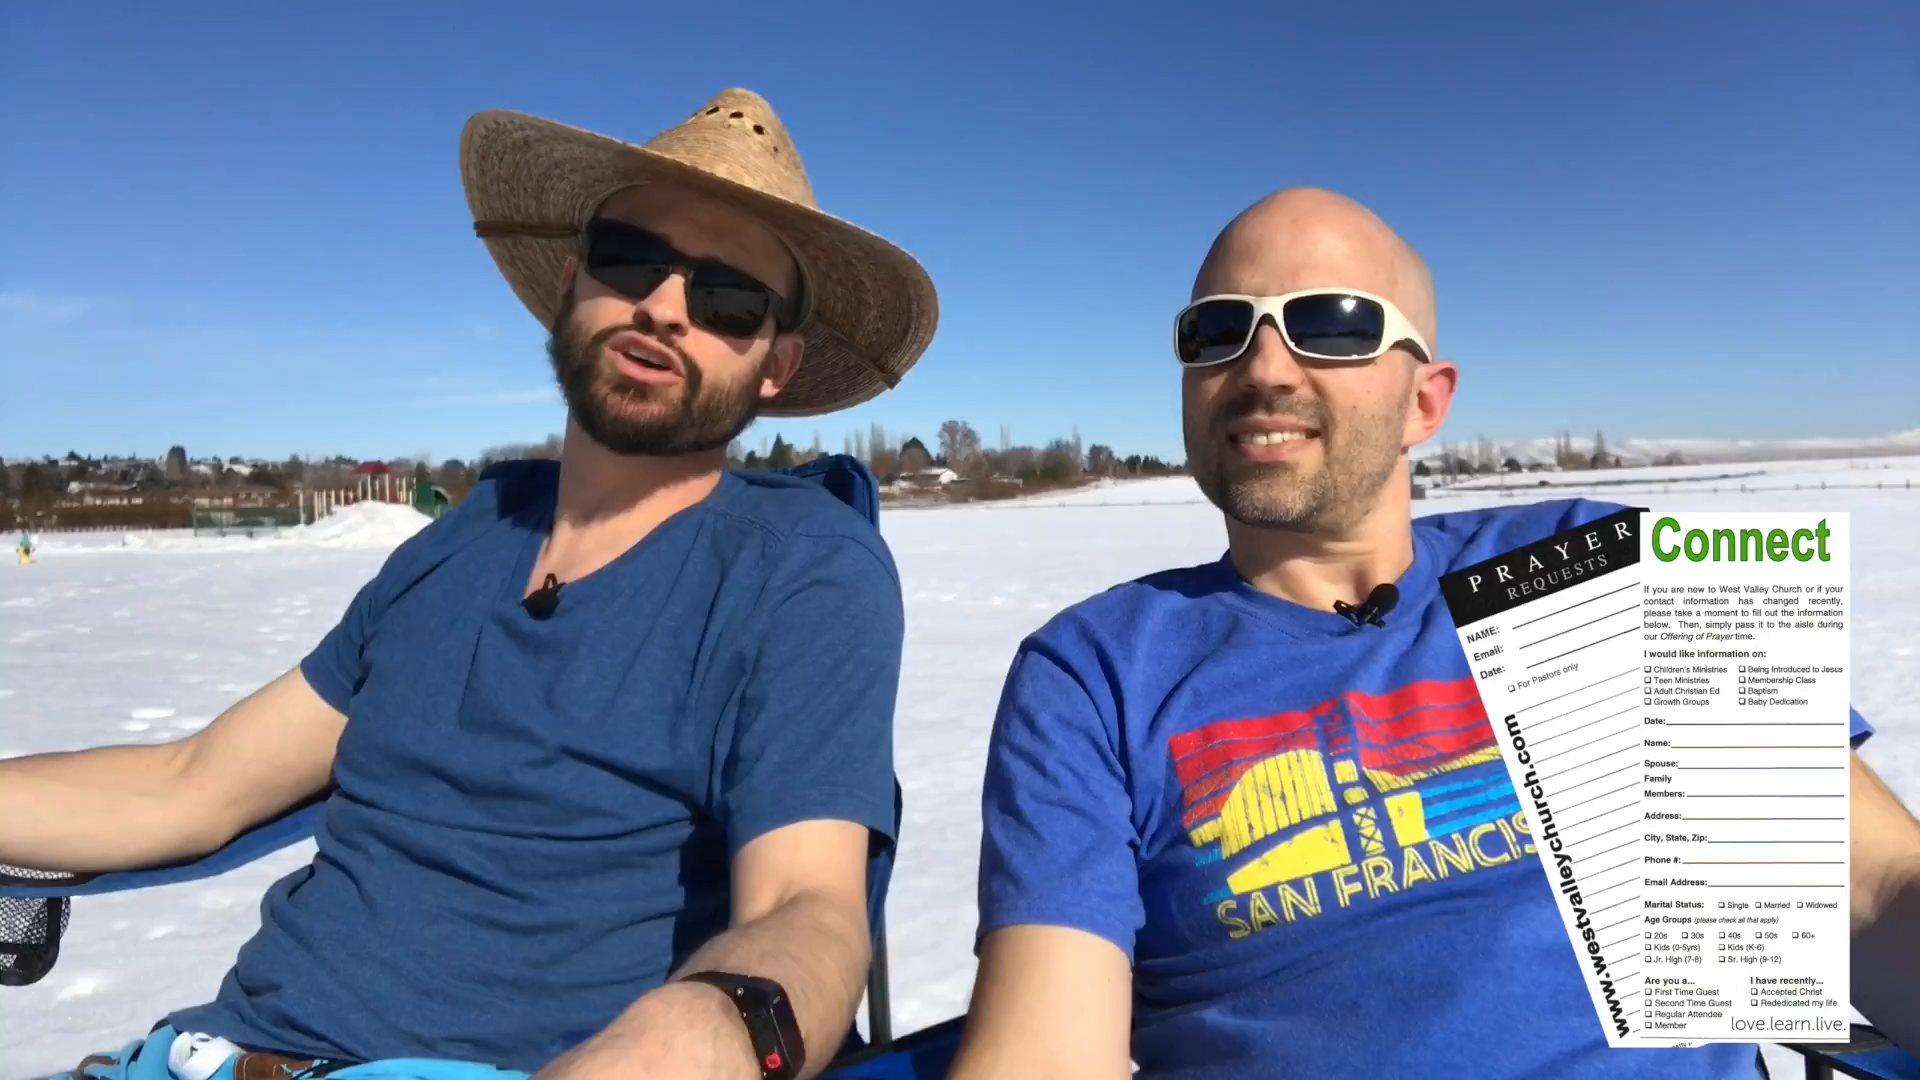 SAN FRANCIS
PRAYER
REQUESTS
NAME:
Email:
Date:
❑ For Pastors only
www.westvalleychurch.com
Connect
If you are new to West Valley Church or if your
contact information has changed recently,
please take a moment to fill out the information
below. Then, simply pass it to the aisle during
our Offering of Prayer time.
I would like information on:
❑ Children's Ministries ❑ Being Introduced to Jesus
❑ Teen Ministries ❑ Membership Class
❑ Adult Christian Ed ❑ Baptism
❑ Growth Groups ❑ Baby Dedication
Date:
Name:
Spouse:
Family
Members:
Address:
City, State, Zip:
Phone #:
Email Address:
Marital Status: ❑ Single ❑ Married ❑ Widowed
Age Groups (please check all that apply)
❑ 20s ❑ 30s ❑ 40s ❑ 50s ❑ 60+
❑ Kids (0-5yrs) ❑ Kids (K-6)
❑ Jr. High (7-8) ❑ Sr. High (9-12)
Are you a... I have recently...
❑ First Time Guest ❑ Accepted Christ
❑ Second Time Guest ❑ Rededicated my life
❑ Regular Attendee
❑ Member love.learn.live.